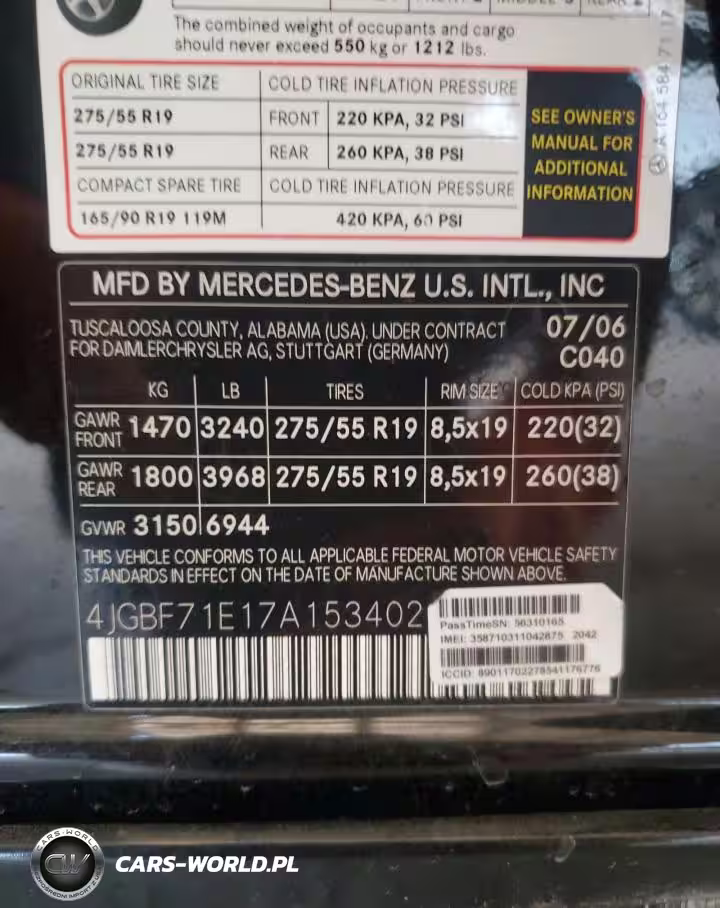 The combined weight of occupants and cargo
should never exceed 550 kg or 1212 lbs.
ORIGINAL TIRE SIZE COLD TIRE INFLATION PRESSURE
275/55 R19 FRONT 220 KPA, 32 PSI
275/55 R19 REAR 260 KPA, 38 PSI
COMPACT SPARE TIRE COLD TIRE INFLATION PRESSURE
165/90 R19 119M 420 KPA, 60 PSI
SEE OWNER'S
MANUAL FOR
ADDITIONAL
INFORMATION
A 164 584 71 17
MFD BY MERCEDES-BENZ U.S. INTL., INC
TUSCALOOSA COUNTY, ALABAMA (USA). UNDER CONTRACT 07/06
FOR DAIMLERCHRYSLER AG, STUTTGART (GERMANY) C040
KG LB TIRES RIM SIZE COLD KPA (PSI)
GAWR
FRONT 1470 3240 275/55 R19 8,5x19 220(32)
GAWR
REAR 1800 3968 275/55 R19 8,5x19 260(38)
GVWR 3150 6944
THIS VEHICLE CONFORMS TO ALL APPLICABLE FEDERAL MOTOR VEHICLE SAFETY
STANDARDS IN EFFECT ON THE DATE OF MANUFACTURE SHOWN ABOVE.
4JGBF71E17A153402
PassTimeSN: 56310165
IMEI: 358710311042875 2042
ICCID: 89011702278541176776
CARS-WORLD
CW
CARS-WORLD.PL